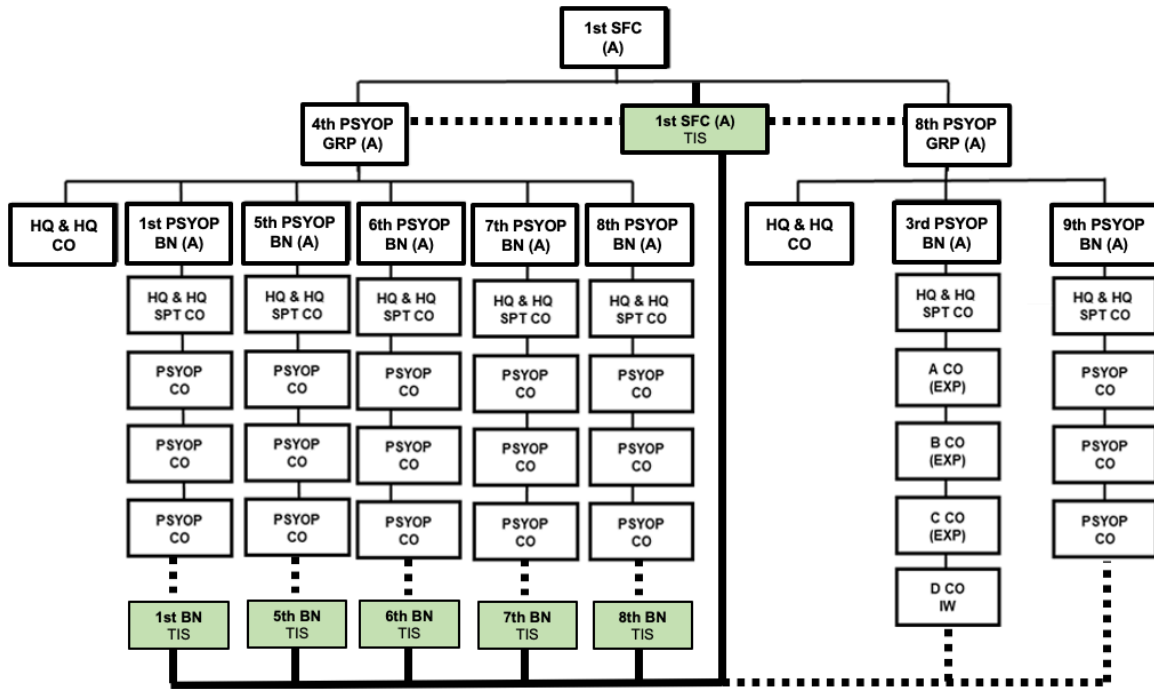 1st SFC
(A)
4th PSYOP
GRP (A)
1st SFC (A)
TIS
8th PSYOP
GRP (A)
HQ & HQ
CO
1st PSYOP
BN (A)
5th PSYOP
BN (A)
6th PSYOP
BN (A)
7th PSYOP
BN (A)
8th PSYOP
BN (A)
HQ & HQ
CO
3rd PSYOP
BN (A)
9th PSYOP
BN (A)
HQ & HQ
SPT CO
HQ & HQ
SPT CO
HQ & HQ
SPT CO
HQ & HQ
SPT CO
HQ & HQ
SPT CO
HQ & HQ
SPT CO
HQ & HQ
SPT CO
PSYOP
CO
PSYOP
CO
PSYOP
CO
PSYOP
CO
PSYOP
CO
A CO
(EXP)
PSYOP
CO
PSYOP
CO
PSYOP
CO
PSYOP
CO
PSYOP
CO
PSYOP
CO
B CO
(EXP)
PSYOP
CO
PSYOP
CO
PSYOP
CO
PSYOP
CO
PSYOP
CO
PSYOP
CO
C CO
(EXP)
PSYOP
CO
1st BN
TIS
5th BN
TIS
6th BN
TIS
7th BN
TIS
8th BN
TIS
D CO
IW